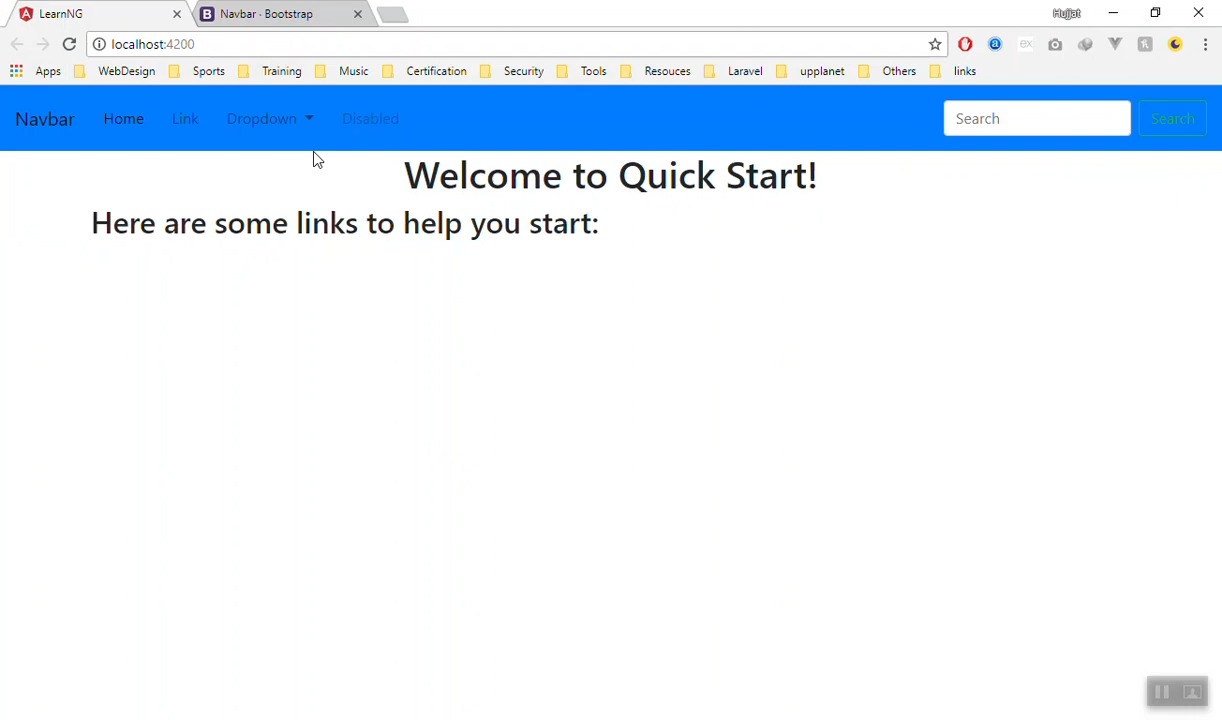 LearnNG
Navbar · Bootstrap
Hujjat
localhost:4200
Apps WebDesign Sports Training Music Certification Security Tools Resouces Laravel upplanet Others links
Navbar Home Link Dropdown Disabled Search Search
Welcome to Quick Start!
Here are some links to help you start: